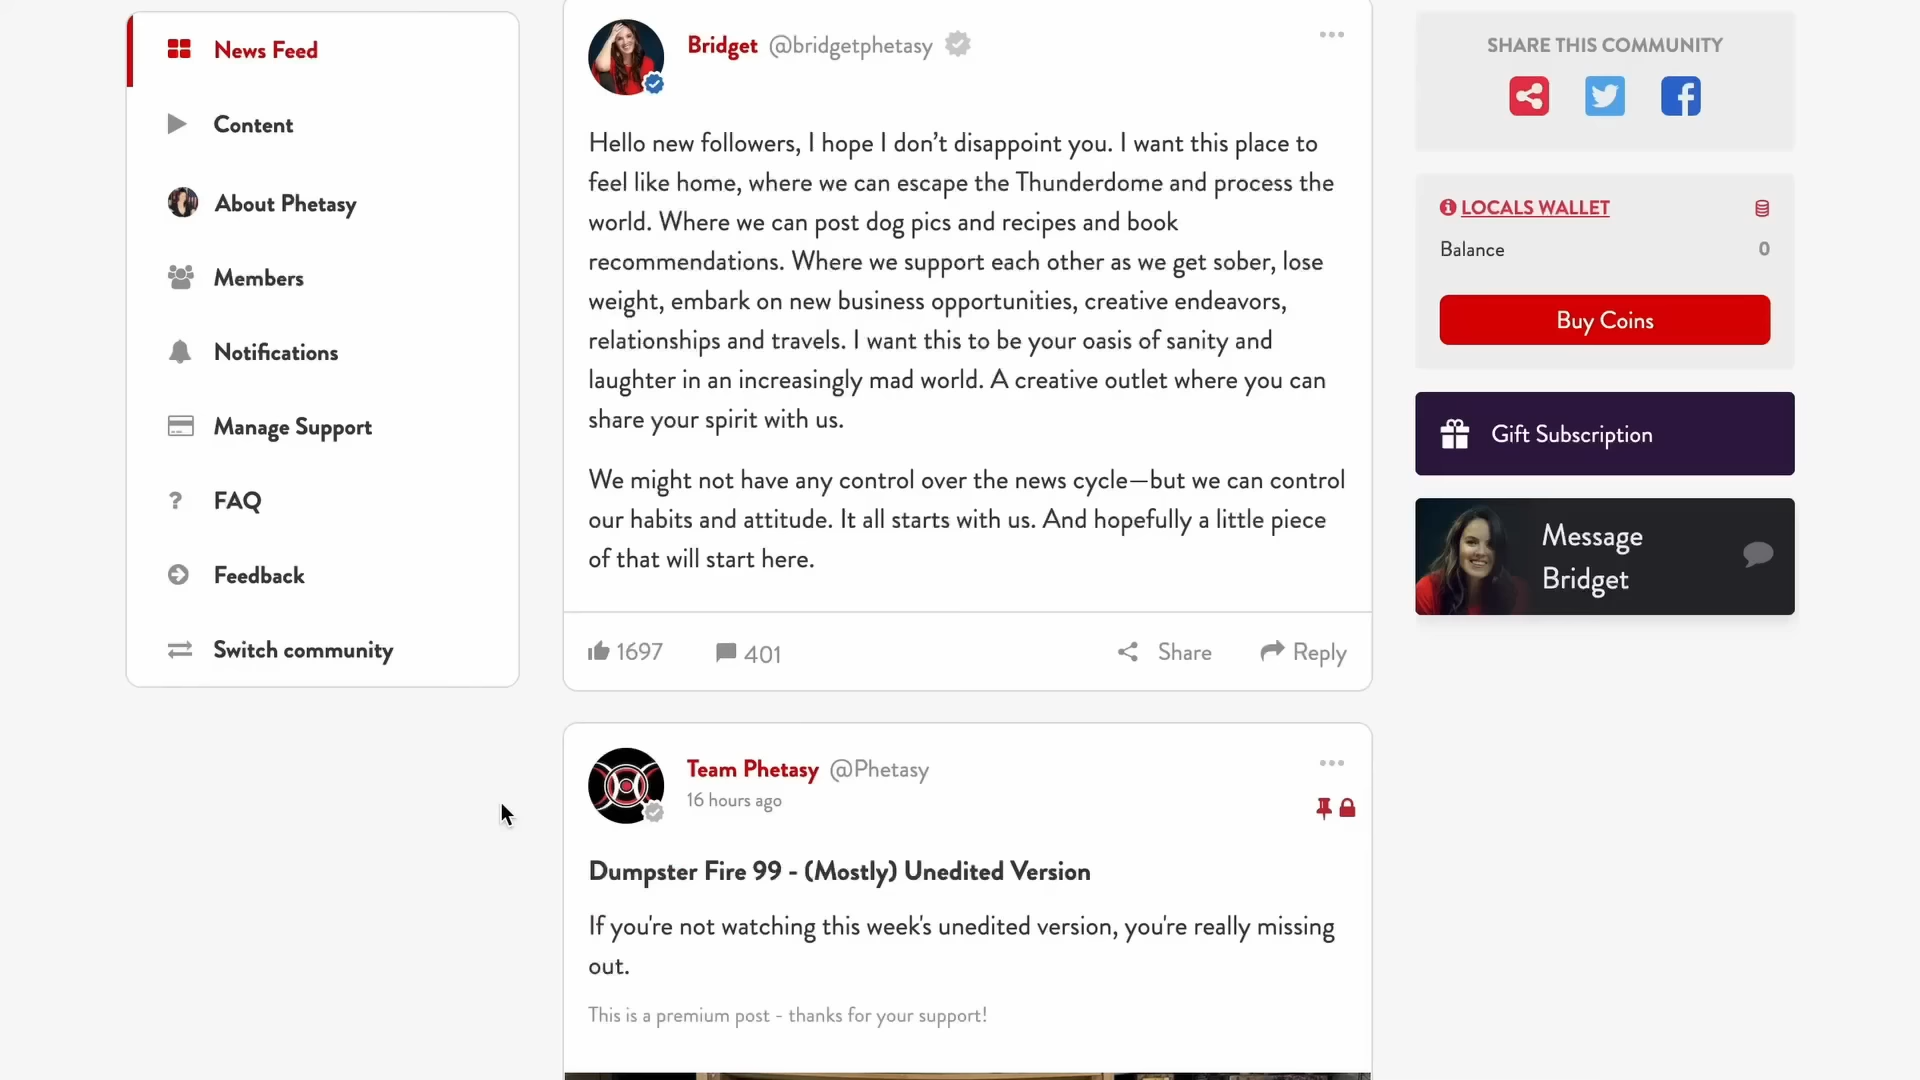 News Feed
Content
About Phetasy
Members
Notifications
Manage Support
? FAQ
Feedback
Switch community
Bridget @bridgetphetasy
Hello new followers, I hope I don’t disappoint you. I want this place to
feel like home, where we can escape the Thunderdome and process the
world. Where we can post dog pics and recipes and book
recommendations. Where we support each other as we get sober, lose
weight, embark on new business opportunities, creative endeavors,
relationships and travels. I want this to be your oasis of sanity and
laughter in an increasingly mad world. A creative outlet where you can
share your spirit with us.
We might not have any control over the news cycle—but we can control
our habits and attitude. It all starts with us. And hopefully a little piece
of that will start here.
1697 401 Share Reply
Team Phetasy @Phetasy
16 hours ago
Dumpster Fire 99 - (Mostly) Unedited Version
If you're not watching this week's unedited version, you're really missing
out.
This is a premium post - thanks for your support!
SHARE THIS COMMUNITY
LOCALS WALLET
Balance 0
Buy Coins
Gift Subscription
Message
Bridget